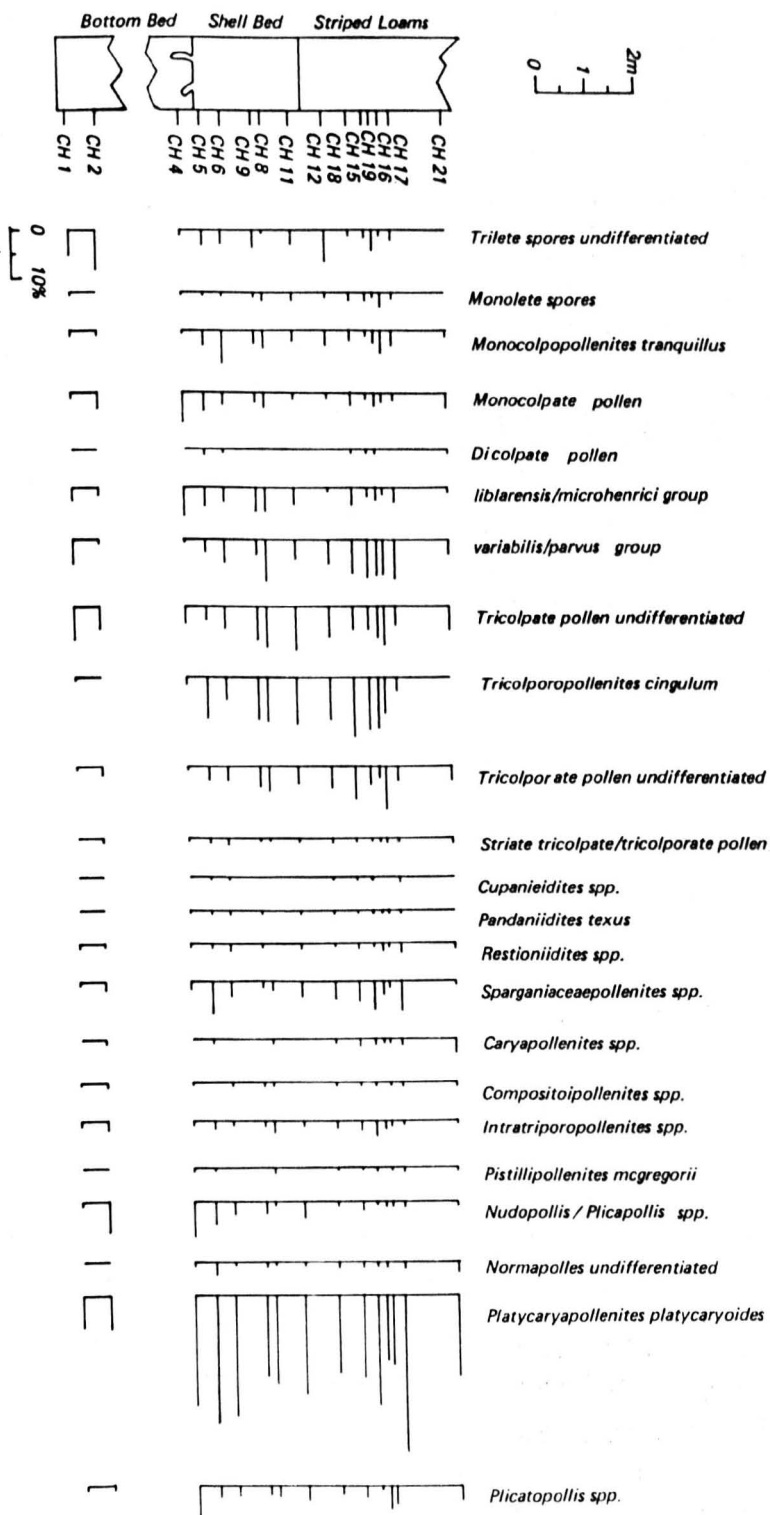 Bottom Bed Shell Bed Striped Loams
0 1 2m
CH 1
CH 2
CH 4
CH 5
CH 6
CH 9
CH 8
CH 11
CH 12
CH 18
CH 15
CH 19
CH 16
CH 17
CH 21
0 10%
Trilete spores undifferentiated
Monolete spores
Monocolpopollenites tranquillus
Monocolpate pollen
Dicolpate pollen
liblarensis/microhenrici group
variabilis/parvus group
Tricolpate pollen undifferentiated
Tricolporopollenites cingulum
Tricolporate pollen undifferentiated
Striate tricolpate/tricolporate pollen
Cupanieidites spp.
Pandaniidites texus
Restioniidites spp.
Sparganiaceaepollenites spp.
Caryapollenites spp.
Compositoipollenites spp.
Intratriporopollenites spp.
Pistillipollenites mcgregorii
Nudopollis / Plicapollis spp.
Normapolles undifferentiated
Platycaryapollenites platycaryoides
Plicatopollis spp.